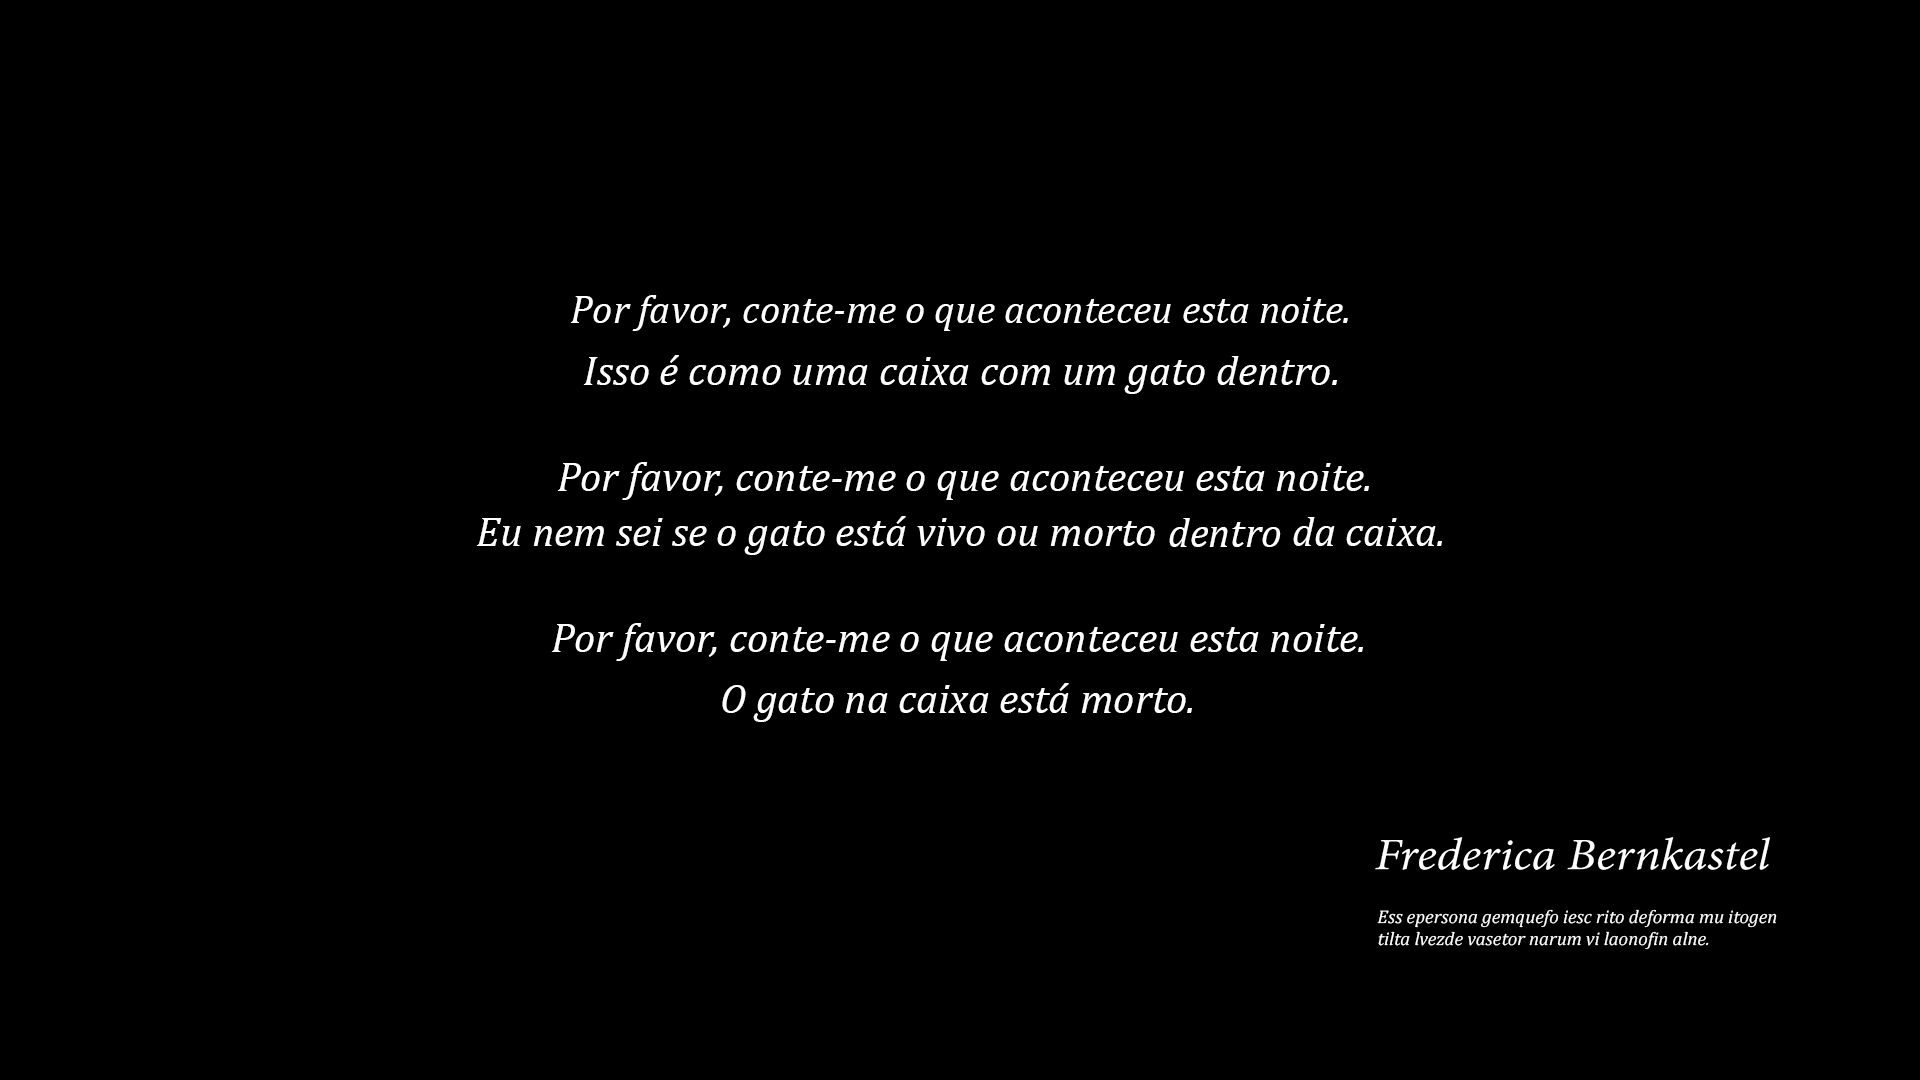 Por favor, conte-me o que aconteceu esta noite.
Isso é como uma caixa com um gato dentro.
Por favor, conte-me o que aconteceu esta noite.
Eu nem sei se o gato está vivo ou morto dentro da caixa.
Por favor, conte-me o que aconteceu esta noite.
O gato na caixa está morto.
Frederica Bernkastel
Ess epersona gemquefo iesc rito deforma mu itogen
tilta lvezde vasetor narum vi laonofin alne.